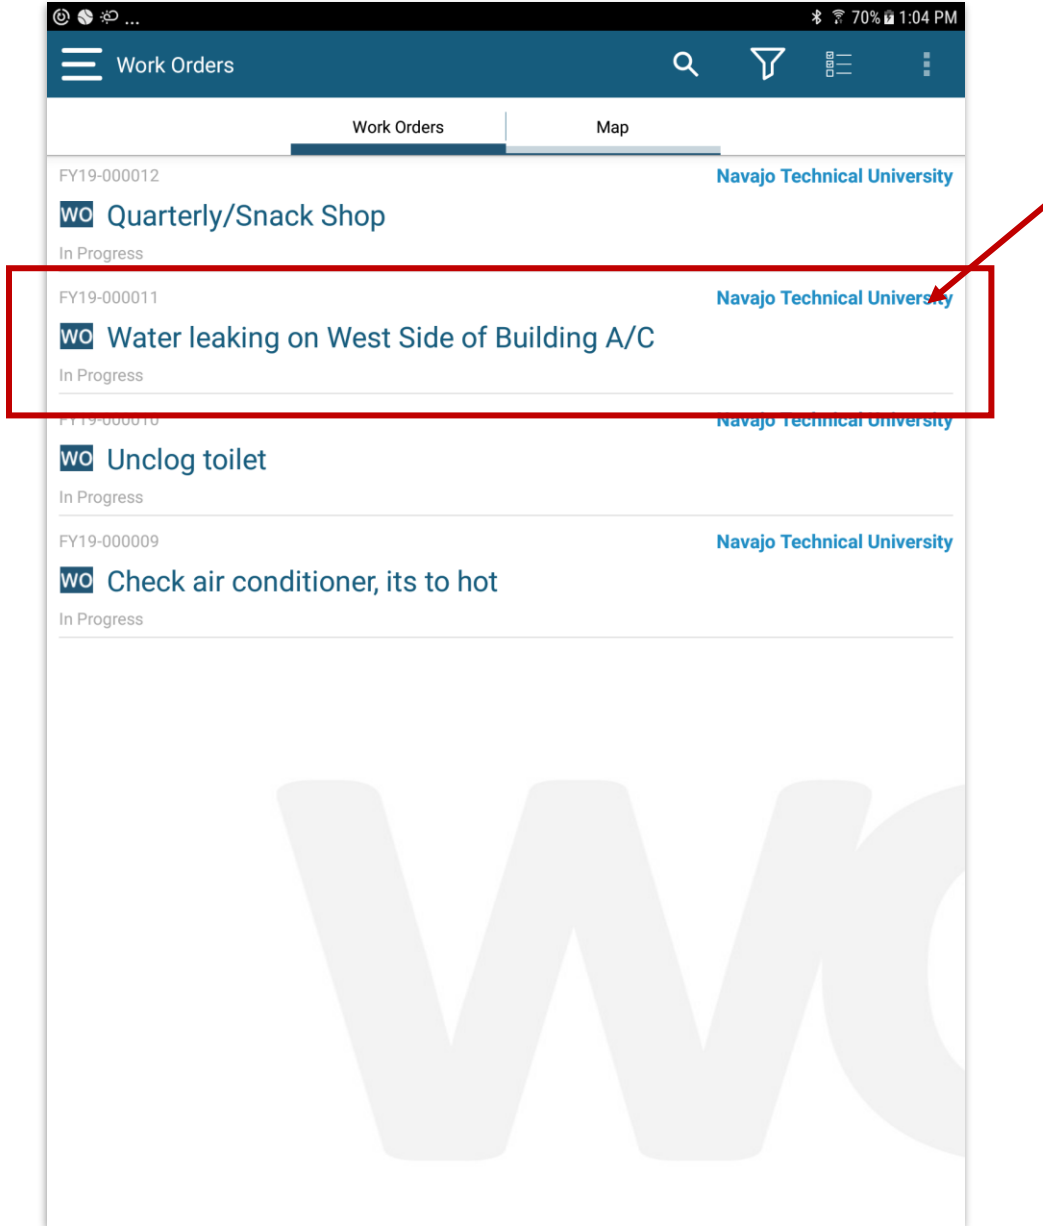 ... 70% 1:04 PM
Work Orders
Work Orders Map
FY19-000012 Navajo Technical University
WO Quarterly/Snack Shop
In Progress
FY19-000011 Navajo Technical University
WO Water leaking on West Side of Building A/C
In Progress
FY19-000010 Navajo Technical University
WO Unclog toilet
In Progress
FY19-000009 Navajo Technical University
WO Check air conditioner, its to hot
In Progress
WO